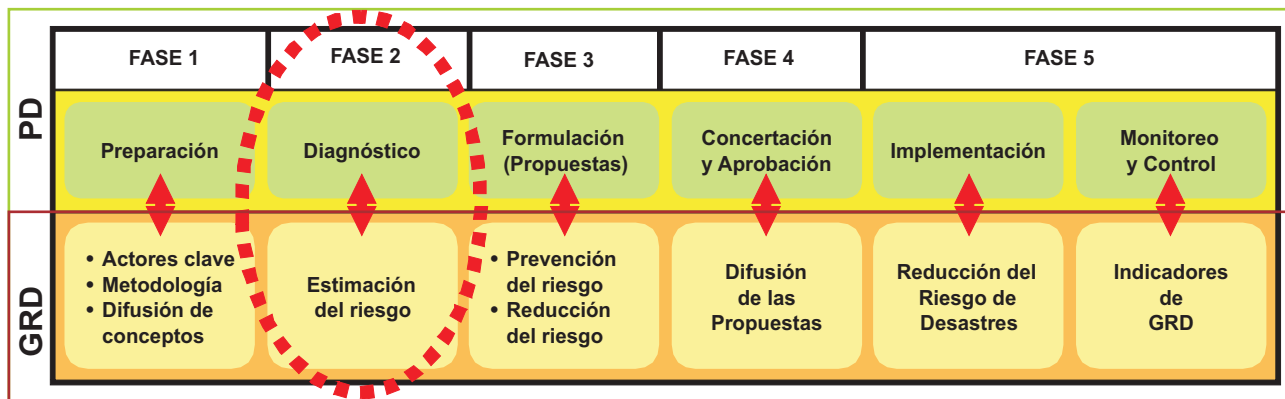 FASE 1
FASE 2
FASE 3
FASE 4
FASE 5
PD
Preparación
Diagnóstico
Formulación
(Propuestas)
Concertación
y Aprobación
Implementación
Monitoreo
y Control
GRD
• Actores clave
• Metodología
• Difusión de
conceptos
Estimación
del riesgo
• Prevención
del riesgo
• Reducción
del riesgo
Difusión
de las
Propuestas
Reducción del
Riesgo de
Desastres
Indicadores
de
GRD